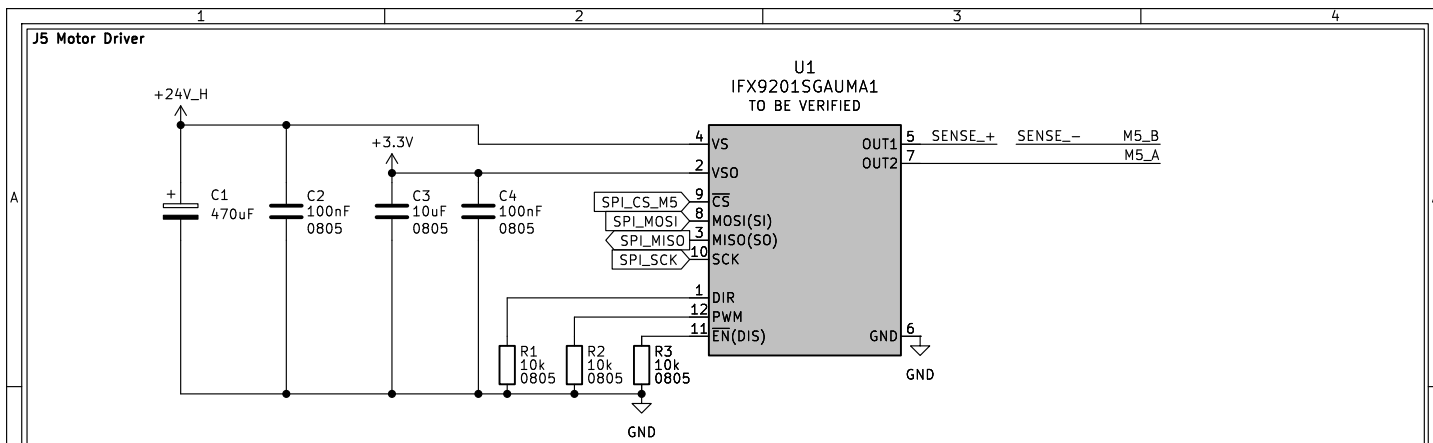 1 2 3 4
J5 Motor Driver
U1
IFX9201SGAUMA1
TO BE VERIFIED
+24V_H
+3.3V
4 VS
OUT1 5 SENSE_+ SENSE_- M5_B
OUT2 7 M5_A
2 VSO
A
+ C1
470uF
C2
100nF
0805
C3
10uF
0805
C4
100nF
0805
SPI_CS_M5 9 CS
SPI_MOSI 8 MOSI(SI)
SPI_MISO 3 MISO(SO)
SPI_SCK 10 SCK
1 DIR
12 PWM
11 EN(DIS)
GND 6
GND
R1
10k
0805
R2
10k
0805
R3
10k
0805
GND